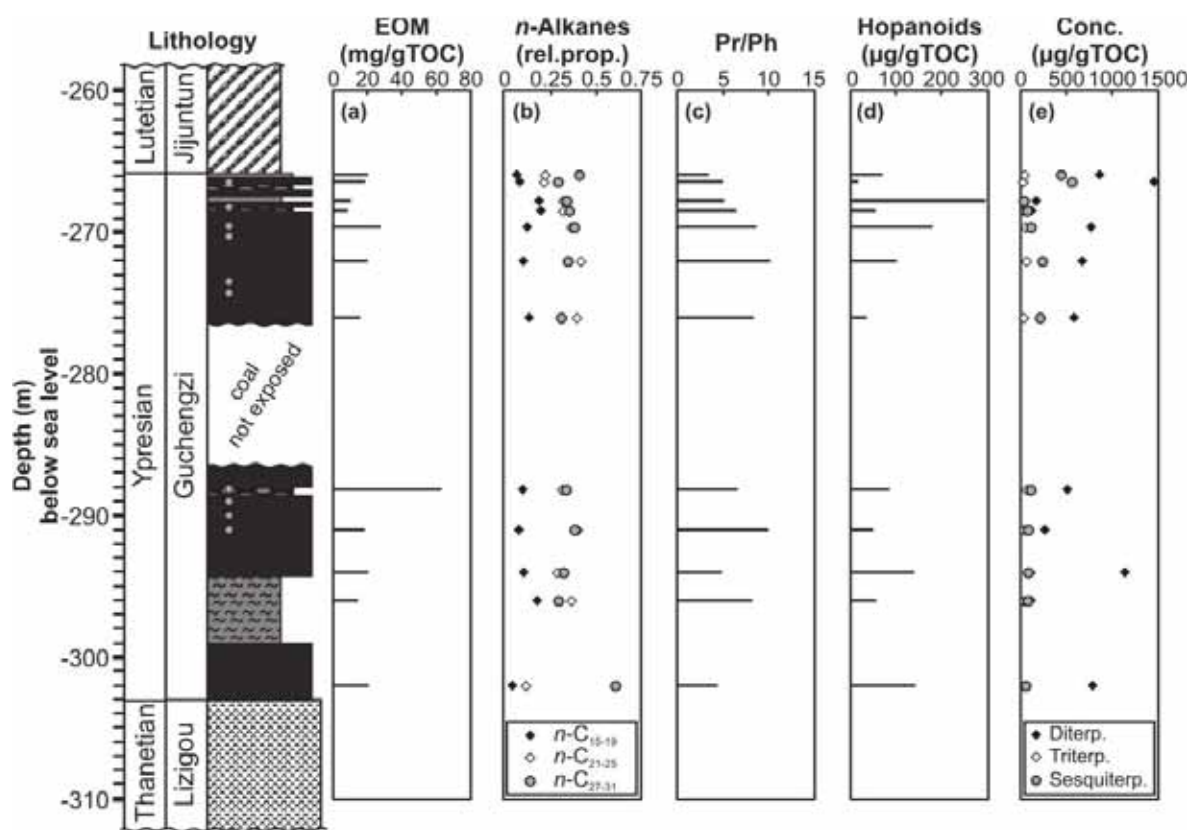 Lithology
EOM
(mg/gTOC)
n-Alkanes
(rel.prop.)
Pr/Ph
Hopanoids
(µg/gTOC)
Conc.
(µg/gTOC)
0 20 40 60 80
0 0.25 0.50 0.75
0 5 10 15
0 100 200 300
0 500 1000 1500
(a)
(b)
(c)
(d)
(e)
Depth (m)
below sea level
-260
-270
-280
-290
-300
-310
Lutetian
Jijuntun
Ypresian
Guchengzi
coal
not exposed
Thanetian
Lizigou
n-C15-19
n-C21-25
n-C27-31
Diterp.
Triterp.
Sesquiterp.